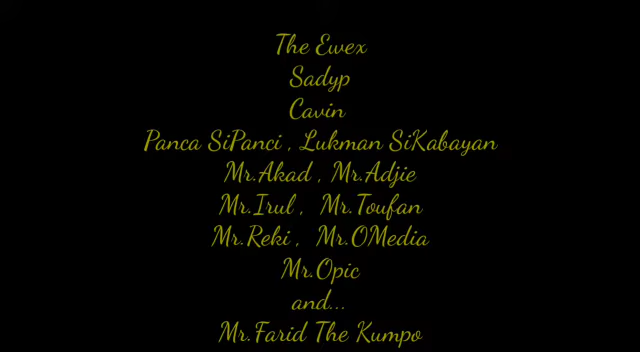 The Ewex
Sadyp
Cavin
Panca SiPanci , Lukman SiKabayan
Mr.Akad , Mr.Adjie
Mr.Irul , Mr.Toufan
Mr.Reki , Mr.OMedia
Mr.Opic
and...
Mr.Farid The Kumpo